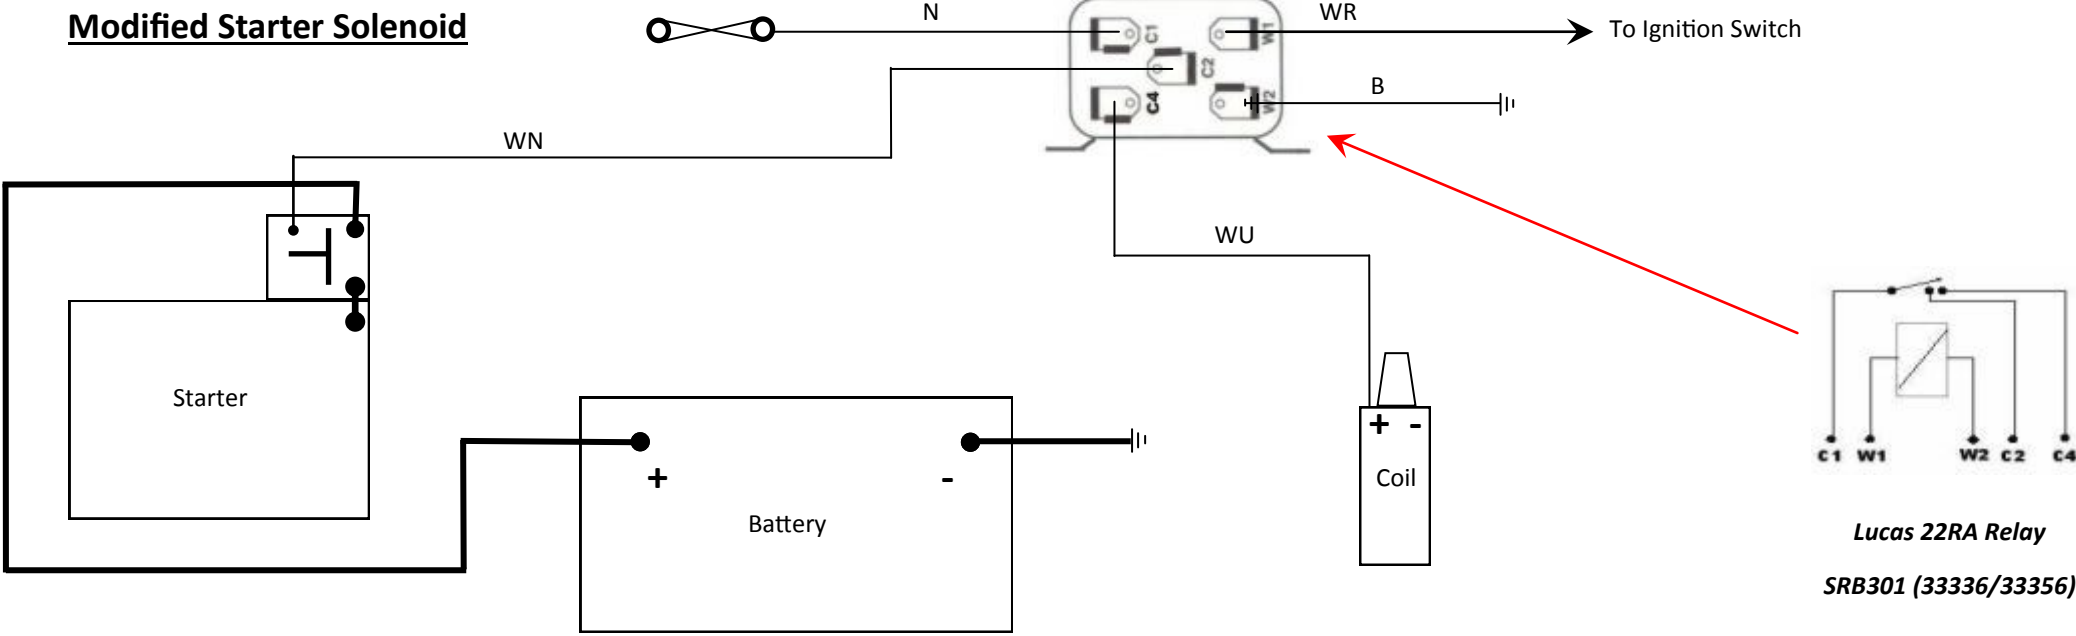 Modified Starter Solenoid
N
WR
To Ignition Switch
C1
W1
C2
C4
W2
B
WN
WU
Starter
+
-
Battery
+ -
Coil
C1 W1 W2 C2 C4
Lucas 22RA Relay
SRB301 (33336/33356)